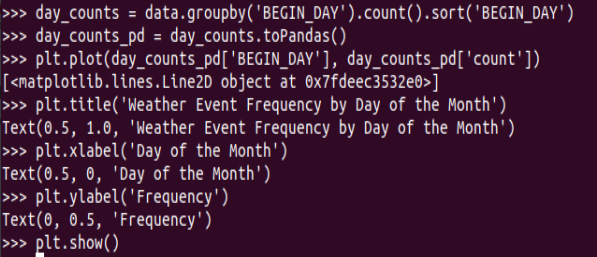 >>> day_counts = data.groupby('BEGIN_DAY').count().sort('BEGIN_DAY')
>>> day_counts_pd = day_counts.toPandas()
>>> plt.plot(day_counts_pd['BEGIN_DAY'], day_counts_pd['count'])
[<matplotlib.lines.Line2D object at 0x7fdeec3532e0>]
>>> plt.title('Weather Event Frequency by Day of the Month')
Text(0.5, 1.0, 'Weather Event Frequency by Day of the Month')
>>> plt.xlabel('Day of the Month')
Text(0.5, 0, 'Day of the Month')
>>> plt.ylabel('Frequency')
Text(0, 0.5, 'Frequency')
>>> plt.show()